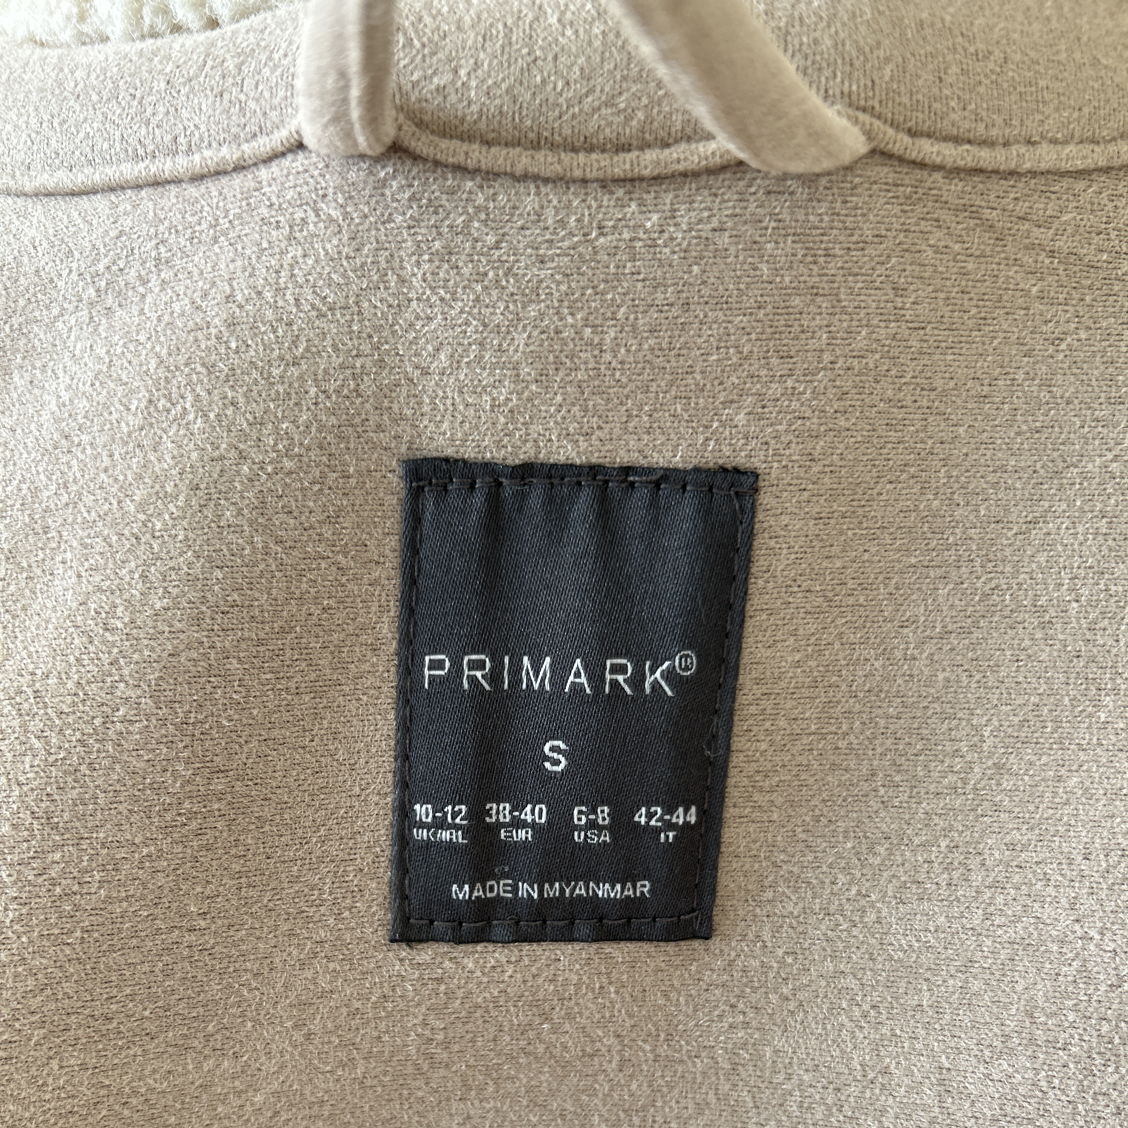 PRIMARK®
S
10-12 38-40 6-8 42-44
UK/IRL EUR USA IT
MADE IN MYANMAR